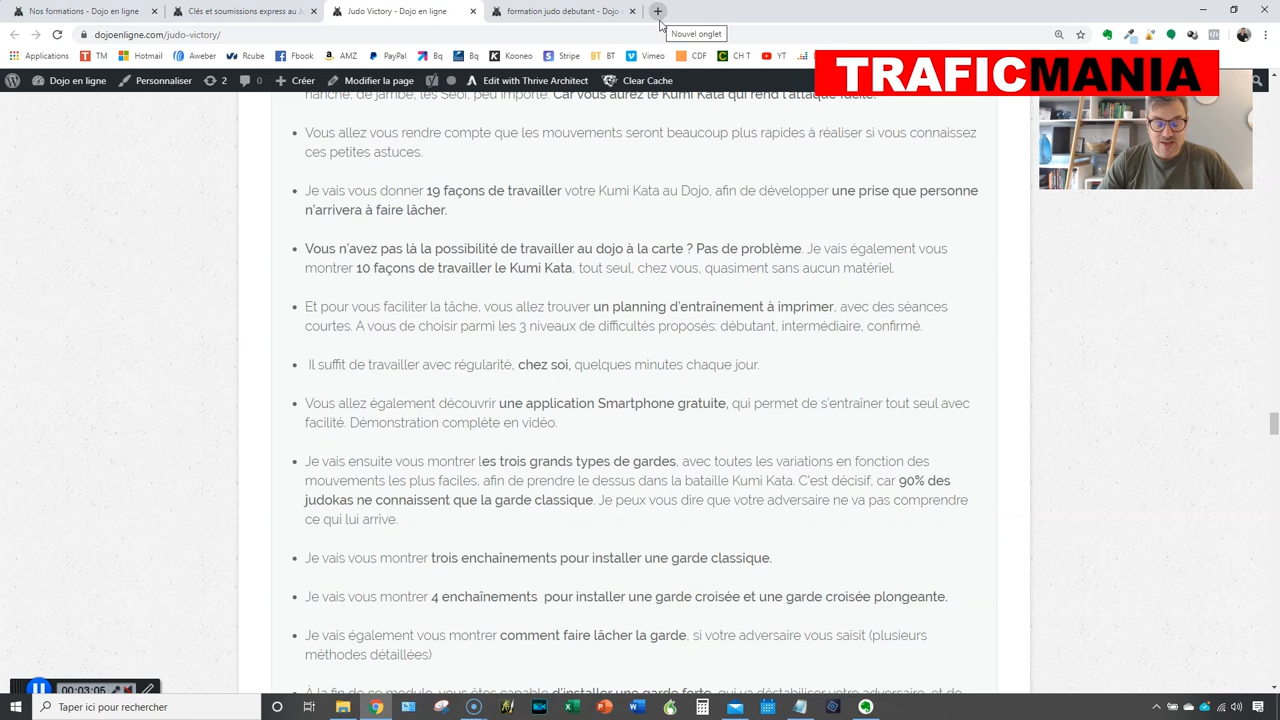 Nos formations - Dojo en ligne
Clés et soumissions express au J
Judo Victory - Dojo en ligne
formation judo debutant - Dojo
Nouvel onglet
dojoenligne.com/judo-victory/
Applications
Outils
Motion
Hotmail
Aweber
Rcube
Ebook
AMZ
PayPal
Bq
Bq
Kooneo
Stripe
BT
Vimeo
CDF
CT
YT
TRAFICMANIA
Dojo en ligne
Personnaliser
2
0
Créer
Modifier la page
Edit with Thrive Architect
Clear Cache
manche, de jambe, les Seoi, peu importe. Car vous aurez le Kumi Kata qui rend l'attaque facile.
Vous allez vous rendre compte que les mouvements seront beaucoup plus rapides à réaliser si vous connaissez
ces petites astuces.
Je vais vous donner 19 façons de travailler votre Kumi Kata au Dojo, afin de développer une prise que personne
n'arrivera à faire lâcher.
Vous n'avez pas là la possibilité de travailler au dojo à la carte ? Pas de problème. Je vais également vous
montrer 10 façons de travailler le Kumi Kata, tout seul, chez vous, quasiment sans aucun matériel.
Et pour vous faciliter la tâche, vous allez trouver un planning d'entraînement à imprimer, avec des séances
courtes. A vous de choisir parmi les 3 niveaux de difficultés proposés: débutant, intermédiaire, confirmé.
Il suffit de travailler avec régularité, chez soi, quelques minutes chaque jour.
Vous allez également découvrir une application Smartphone gratuite, qui permet de s'entraîner tout seul avec
facilité. Démonstration complète en vidéo.
Je vais ensuite vous montrer les trois grands types de gardes, avec toutes les variations en fonction des
mouvements les plus faciles, afin de prendre le dessus dans la bataille Kumi Kata. C'est décisif, car 90% des
judokas ne connaissent que la garde classique. Je peux vous dire que votre adversaire ne va pas comprendre
ce qui lui arrive.
Je vais vous montrer trois enchaînements pour installer une garde classique.
Je vais vous montrer 4 enchaînements  pour installer une garde croisée et une garde croisée plongeante.
Je vais également vous montrer comment faire lâcher la garde, si votre adversaire vous saisit (plusieurs
méthodes détaillées)
À la fin de ce module, vous êtes capable d'installer une garde forte, qui va déstabiliser votre adversaire, et de
00:03:05
Taper ici pour rechercher